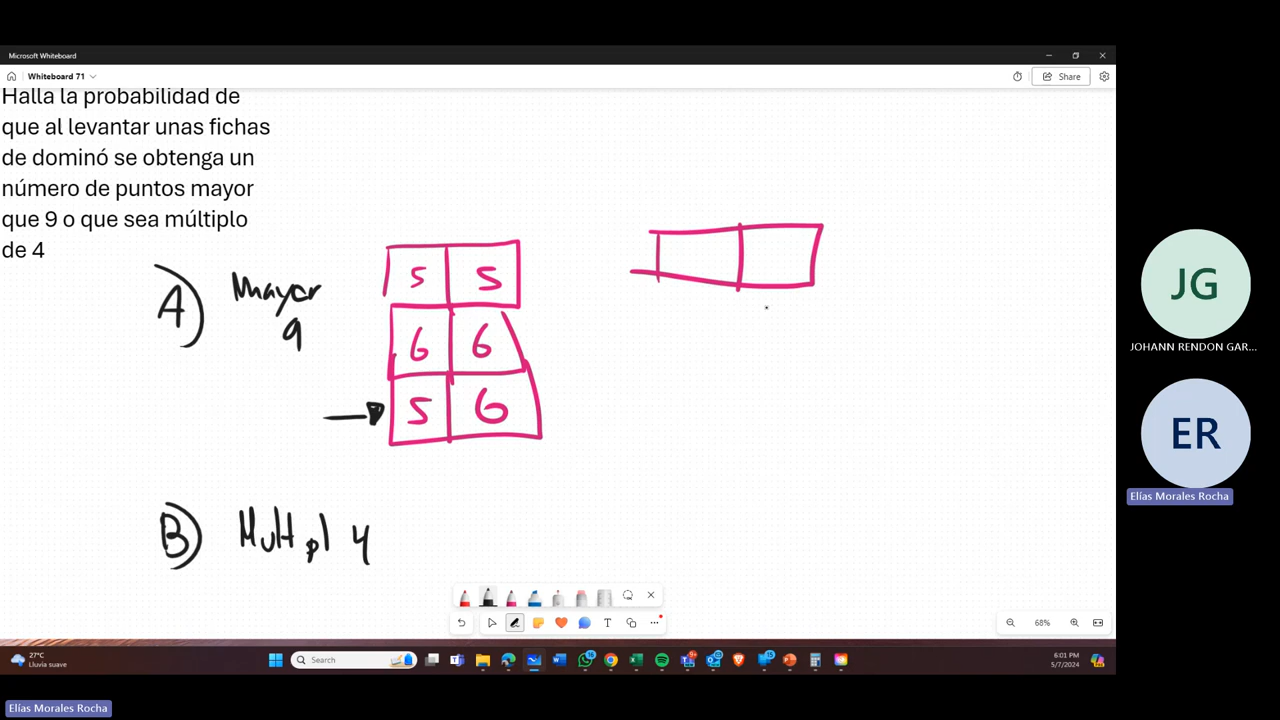 Microsoft Whiteboard
Whiteboard 71
Share
Halla la probabilidad de
que al levantar unas fichas
de dominó se obtenga un
número de puntos mayor
que 9 o que sea múltiplo
de 4
A) Mayor
9
5 5
6 6
5 6
B) Multipl 4
JG
JOHANN RENDON GAR...
ER
Elías Morales Rocha
68%
27°C
Lluvia suave
Search
6:01 PM
5/7/2024
Elías Morales Rocha